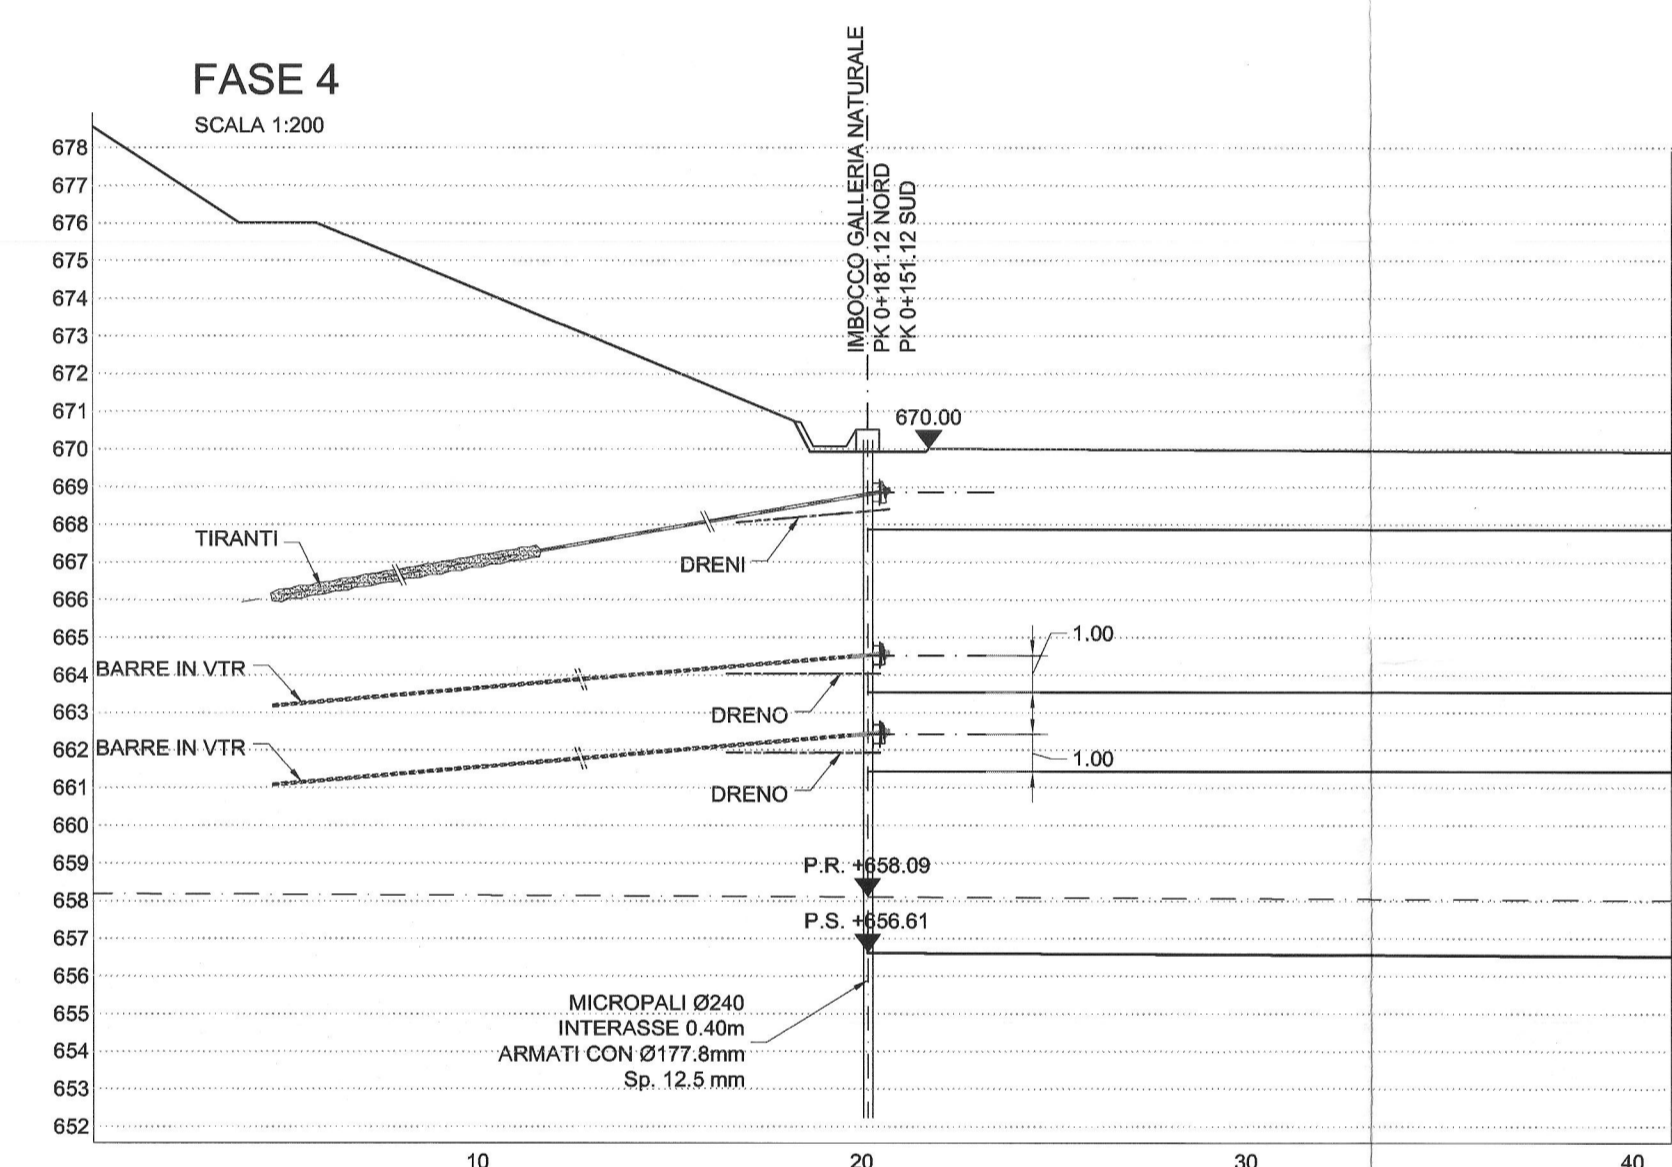 FASE 4
SCALA 1:200
IMBOCCO GALLERIA NATURALE
PK 0+181.12 NORD
PK 0+151.12 SUD
678
677
676
675
674
673
672
671
670.00
670
669
668
TIRANTI
667
DRENI
666
665
1.00
664
BARRE IN VTR
663
DRENO
662
BARRE IN VTR
1.00
661
DRENO
660
659
P.R. +658.09
658
P.S. +656.61
657
656
655
654
653
652
MICROPALI Ø240
INTERASSE 0.40m
ARMATI CON Ø177.8mm
Sp. 12.5 mm
10
20
30
40